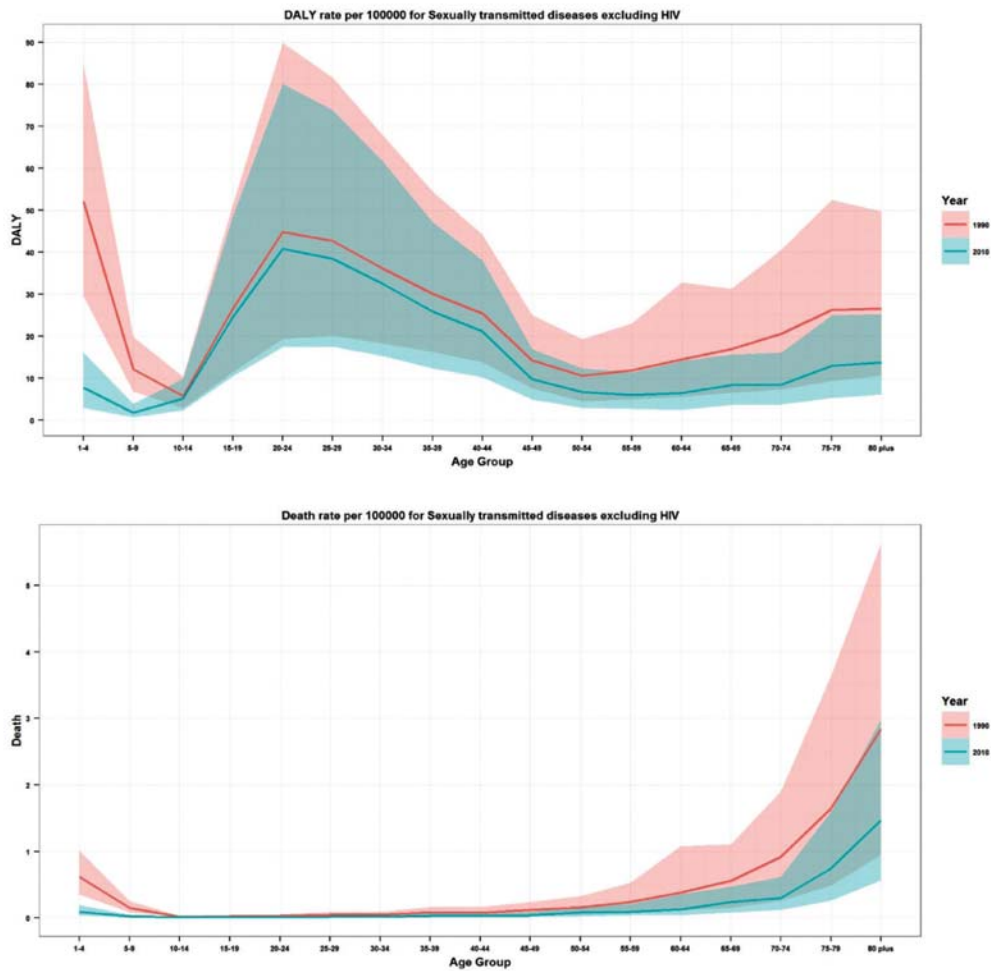 DALY rate per 100000 for Sexually transmitted diseases excluding HIV
90
80
70
60
50
40
30
20
10
0
DALY
1-4 5-9 10-14 15-19 20-24 25-29 30-34 35-39 40-44 45-49 50-54 55-59 60-64 65-69 70-74 75-79 80 plus
Age Group
Year
1990
Death rate per 100000 for Sexually transmitted diseases excluding HIV
5
4
3
2
1
0
Death
1-4 5-9 10-14 15-19 20-24 25-29 30-34 35-39 40-44 45-49 50-54 55-59 60-64 65-69 70-74 75-79 80 plus
Age Group
Year
1990